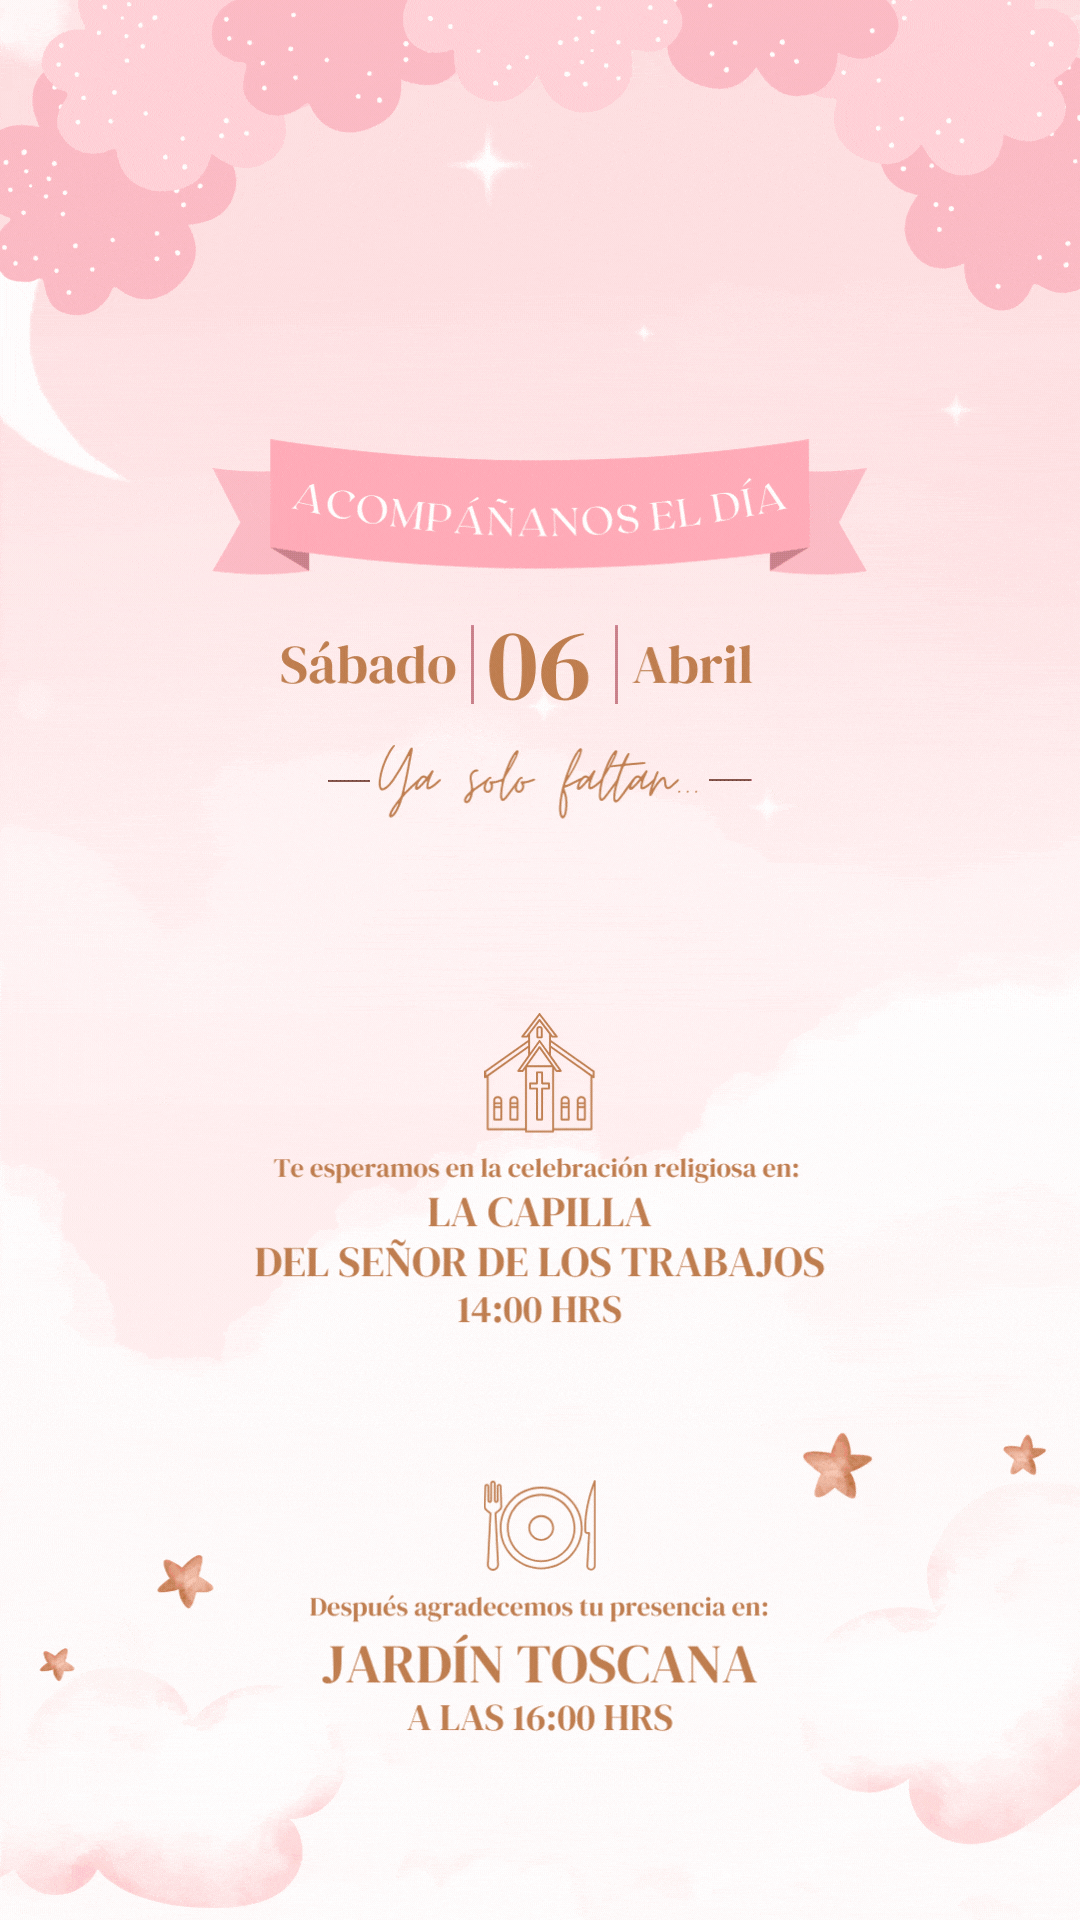 ACOMPÁÑANOS EL DÍA
Sábado | 06 | Abril
Ya solo faltan...
Te esperamos en la celebración religiosa en:
LA CAPILLA
DEL SEÑOR DE LOS TRABAJOS
14:00 HRS
Después agradecemos tu presencia en:
JARDÍN TOSCANA
A LAS 16:00 HRS